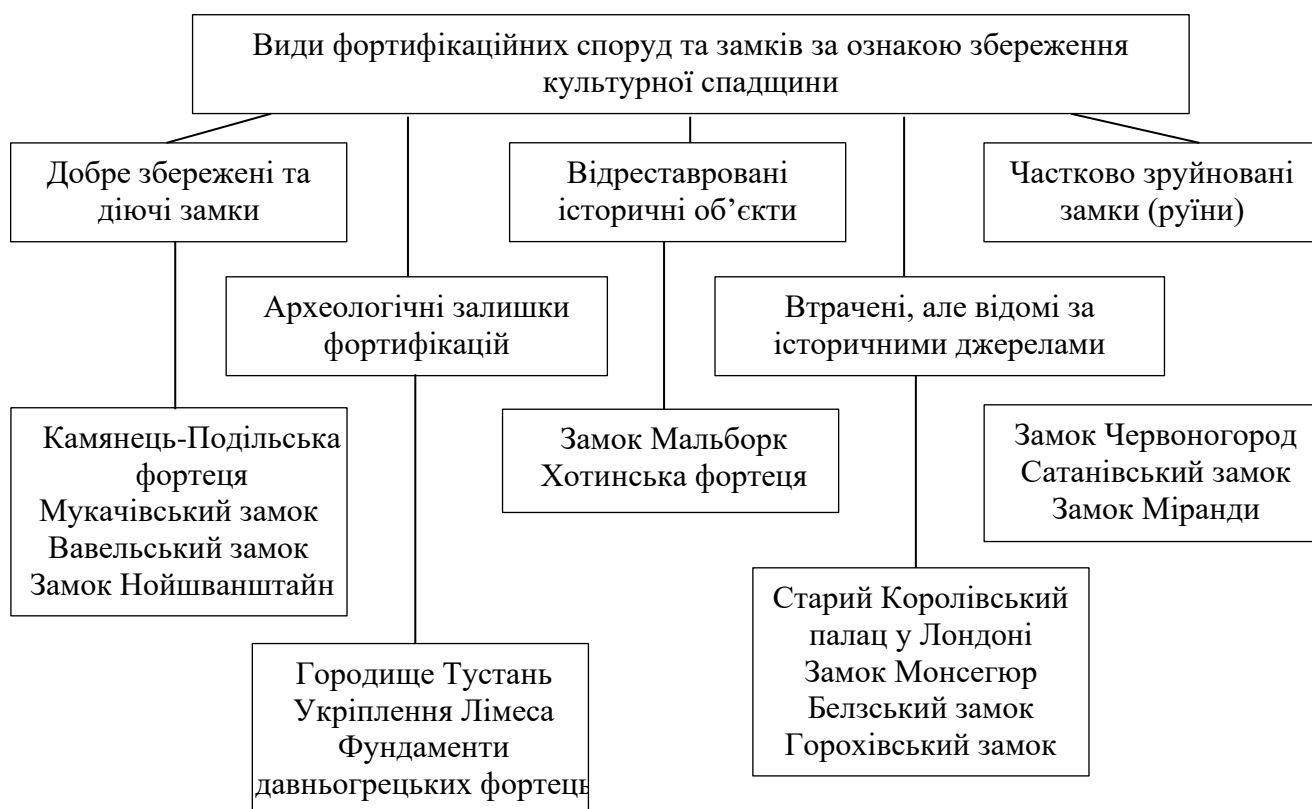 Види фортифікаційних споруд та замків за ознакою збереження
культурної спадщини
Добре збережені та
діючі замки
Відреставровані
історичні об’єкти
Частково зруйновані
замки (руїни)
Археологічні залишки
фортифікацій
Втрачені, але відомі за
історичними джерелами
Камянець-Подільська
фортеця
Мукачівський замок
Вавельський замок
Замок Нойшванштайн
Замок Мальборк
Хотинська фортеця
Замок Червоногород
Сатанівський замок
Замок Міранди
Городище Тустань
Укріплення Лімеса
Фундаменти
давньогрецьких фортець
Старий Королівський
палац у Лондоні
Замок Монсегюр
Белзський замок
Горохівський замок